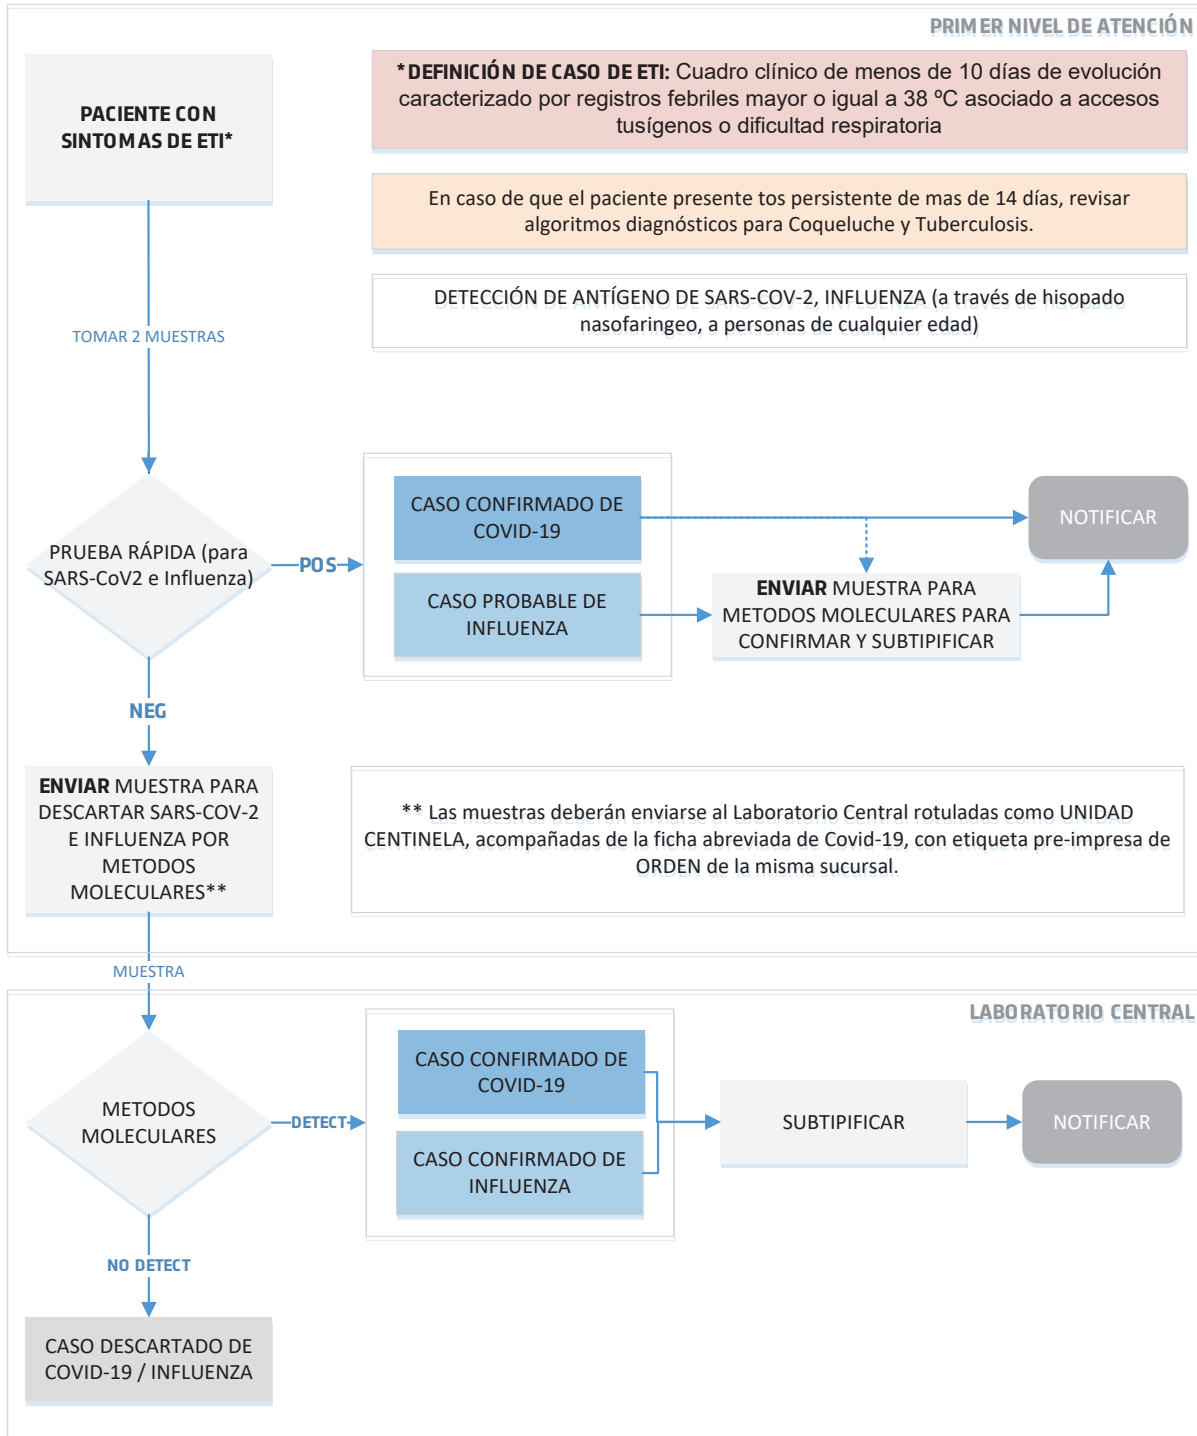 PRIMER NIVEL DE ATENCIÓN
PACIENTE CON
SINTOMAS DE ETI*
*DEFINICIÓN DE CASO DE ETI: Cuadro clínico de menos de 10 días de evolución
caracterizado por registros febriles mayor o igual a 38 ºC asociado a accesos
tusígenos o dificultad respiratoria
En caso de que el paciente presente tos persistente de mas de 14 días, revisar
algoritmos diagnósticos para Coqueluche y Tuberculosis.
DETECCIÓN DE ANTÍGENO DE SARS-COV-2, INFLUENZA (a través de hisopado
nasofaringeo, a personas de cualquier edad)
TOMAR 2 MUESTRAS
PRUEBA RÁPIDA (para
SARS-CoV2 e Influenza)
POS
CASO CONFIRMADO DE
COVID-19
CASO PROBABLE DE
INFLUENZA
ENVIAR MUESTRA PARA
METODOS MOLECULARES PARA
CONFIRMAR Y SUBTIPIFICAR
NOTIFICAR
NEG
ENVIAR MUESTRA PARA
DESCARTAR SARS-COV-2
E INFLUENZA POR
METODOS
MOLECULARES**
** Las muestras deberán enviarse al Laboratorio Central rotuladas como UNIDAD
CENTINELA, acompañadas de la ficha abreviada de Covid-19, con etiqueta pre-impresa de
ORDEN de la misma sucursal.
MUESTRA
LABORATORIO CENTRAL
METODOS
MOLECULARES
DETECT
CASO CONFIRMADO DE
COVID-19
CASO CONFIRMADO DE
INFLUENZA
SUBTIPIFICAR
NOTIFICAR
NO DETECT
CASO DESCARTADO DE
COVID-19 / INFLUENZA